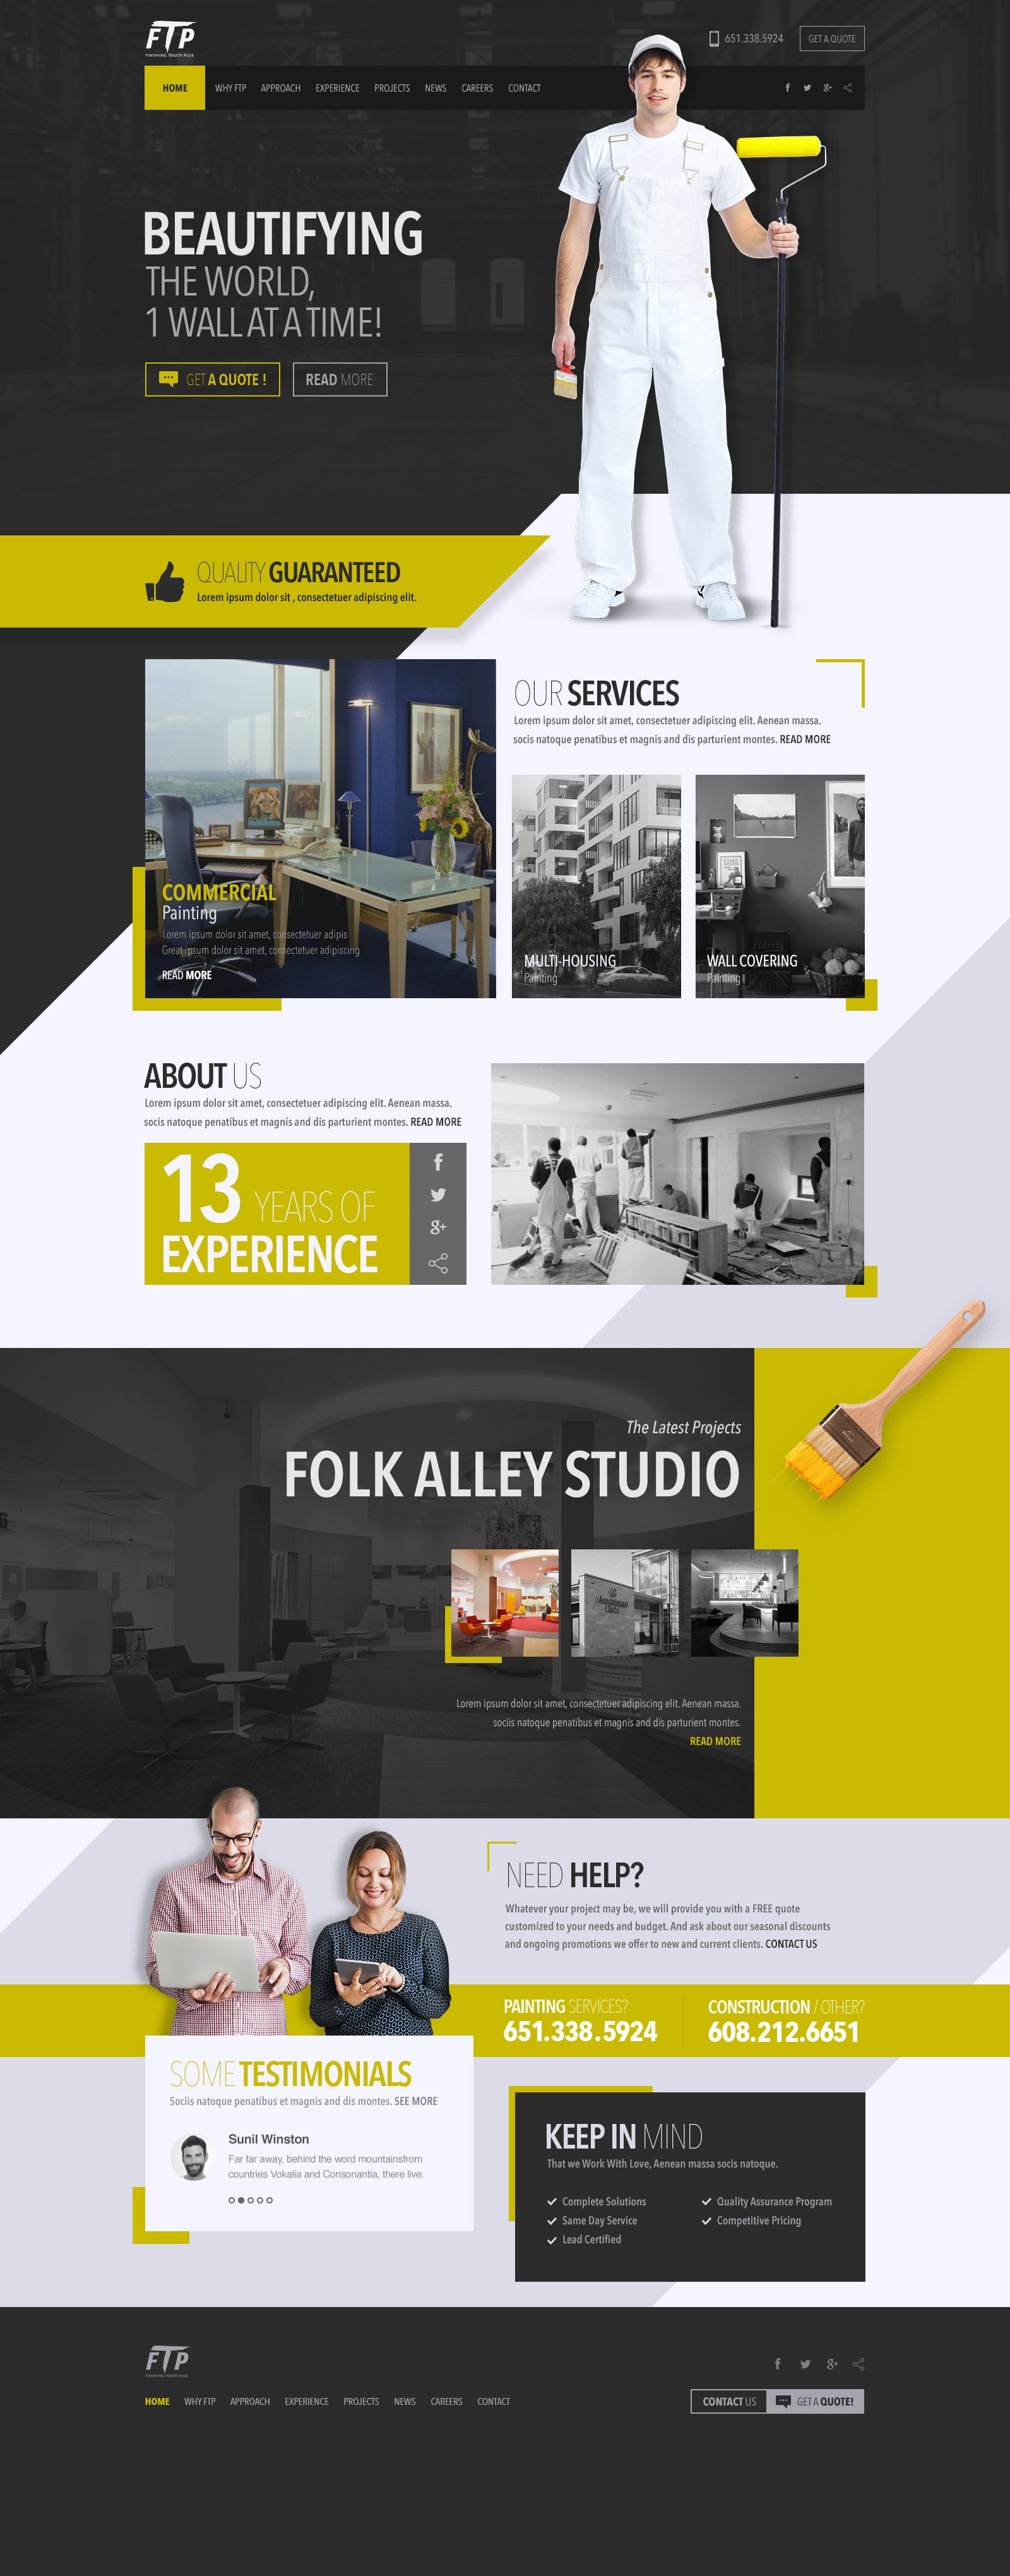 FTP
FINISHING TOUCH PLUS
651.338.5924
GET A QUOTE
HOME
WHY FTP
APPROACH
EXPERIENCE
PROJECTS
NEWS
CAREERS
CONTACT
BEAUTIFYING
THE WORLD,
1 WALL AT A TIME!
GET A QUOTE !
READ MORE
QUALITY GUARANTEED
Lorem ipsum dolor sit , consectetuer adipiscing elit.
OUR SERVICES
Lorem ipsum dolor sit amet, consectetuer adipiscing elit. Aenean massa.
socis natoque penatibus et magnis and dis parturient montes. READ MORE
COMMERCIAL
Painting
Lorem ipsum dolor sit amet, consectetuer adipis
Great ipsum dolor sit amet, consectetuer adipiscing
READ MORE
MULTI-HOUSING
Painting
WALL COVERING
Painting
ABOUT US
Lorem ipsum dolor sit amet, consectetuer adipiscing elit. Aenean massa.
socis natoque penatibus et magnis and dis parturient montes. READ MORE
13 YEARS OF
EXPERIENCE
The Latest Projects
FOLK ALLEY STUDIO
Lorem ipsum dolor sit amet, consectetuer adipiscing elit. Aenean massa.
sociis natoque penatibus et magnis and dis parturient montes.
READ MORE
NEED HELP?
Whatever your project may be, we will provide you with a FREE quote
customized to your needs and budget. And ask about our seasonal discounts
and ongoing promotions we offer to new and current clients. CONTACT US
PAINTING SERVICES?
651.338.5924
CONSTRUCTION / OTHER?
608.212.6651
SOME TESTIMONIALS
Sociis natoque penatibus et magnis and dis montes. SEE MORE
Sunil Winston
Far far away, behind the word mountainsfrom
countries Vokalia and Consonantia, there live.
KEEP IN MIND
That we Work With Love, Aenean massa socis natoque.
Complete Solutions
Same Day Service
Lead Certified
Quality Assurance Program
Competitive Pricing
FTP
FINISHING TOUCH PLUS
HOME
WHY FTP
APPROACH
EXPERIENCE
PROJECTS
NEWS
CAREERS
CONTACT
CONTACT US
GET A QUOTE!